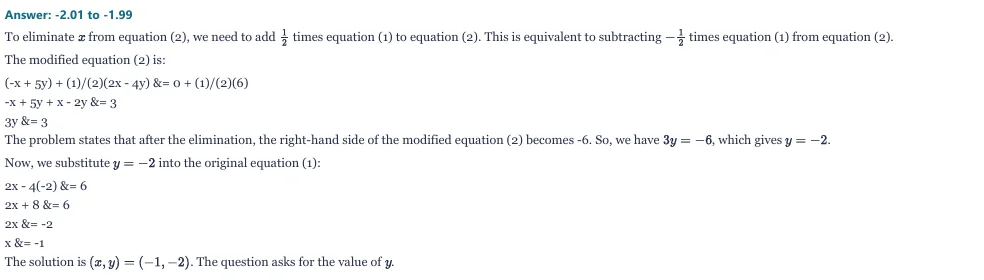 Answer: -2.01 to -1.99
To eliminate x from equation (2), we need to add 1/2 times equation (1) to equation (2). This is equivalent to subtracting −1/2 times equation (1) from equation (2).
The modified equation (2) is:
(-x + 5y) + (1)/(2)(2x - 4y) &= 0 + (1)/(2)(6)
-x + 5y + x - 2y &= 3
3y &= 3
The problem states that after the elimination, the right-hand side of the modified equation (2) becomes -6. So, we have 3y = −6, which gives y = −2.
Now, we substitute y = −2 into the original equation (1):
2x - 4(-2) &= 6
2x + 8 &= 6
2x &= -2
x &= -1
The solution is (x, y) = (−1, −2). The question asks for the value of y.